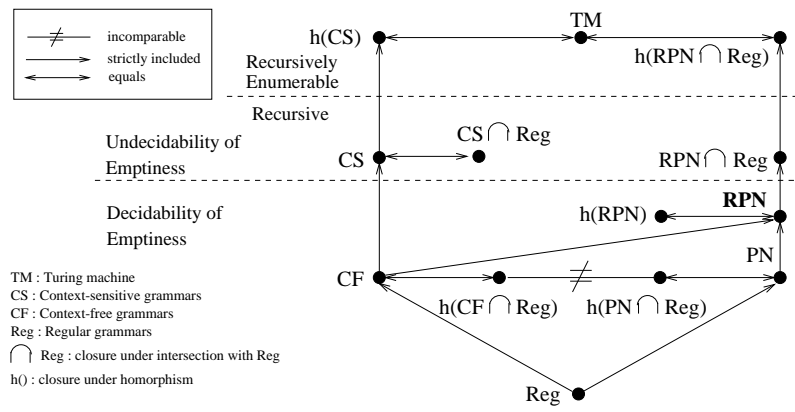 incomparable
strictly included
equals
TM
h(CS)
h(RPN ⋂ Reg)
Recursively
Enumerable
Recursive
CS ⋂ Reg
Undecidability of
Emptiness
CS
RPN ⋂ Reg
RPN
h(RPN)
Decidability of
Emptiness
PN
CF
h(CF ⋂ Reg)
h(PN ⋂ Reg)
TM : Turing machine
CS : Context-sensitive grammars
CF : Context-free grammars
Reg : Regular grammars
⋂ Reg : closure under intersection with Reg
h() : closure under homorphism
Reg